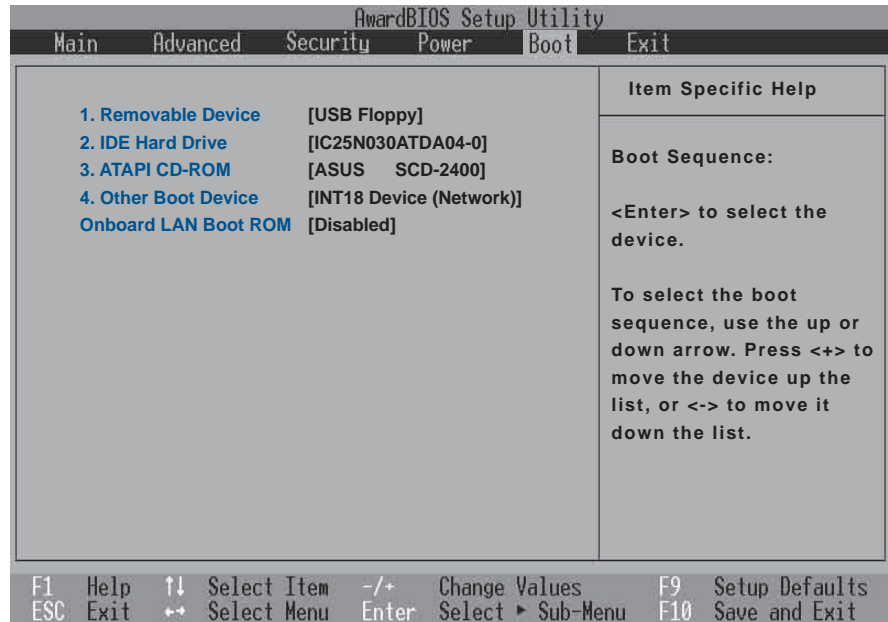 AwardBIOS Setup Utility
Main Advanced Security Power Boot Exit
1. Removable Device [USB Floppy]
2. IDE Hard Drive [IC25N030ATDA04-0]
3. ATAPI CD-ROM [ASUS SCD-2400]
4. Other Boot Device [INT18 Device (Network)]
Onboard LAN Boot ROM [Disabled]
Item Specific Help
Boot Sequence:
<Enter> to select the
device.
To select the boot
sequence, use the up or
down arrow. Press <+> to
move the device up the
list, or <-> to move it
down the list.
F1 Help ↑↓ Select Item -/+ Change Values F9 Setup Defaults
ESC Exit ←→ Select Menu Enter Select ► Sub-Menu F10 Save and Exit